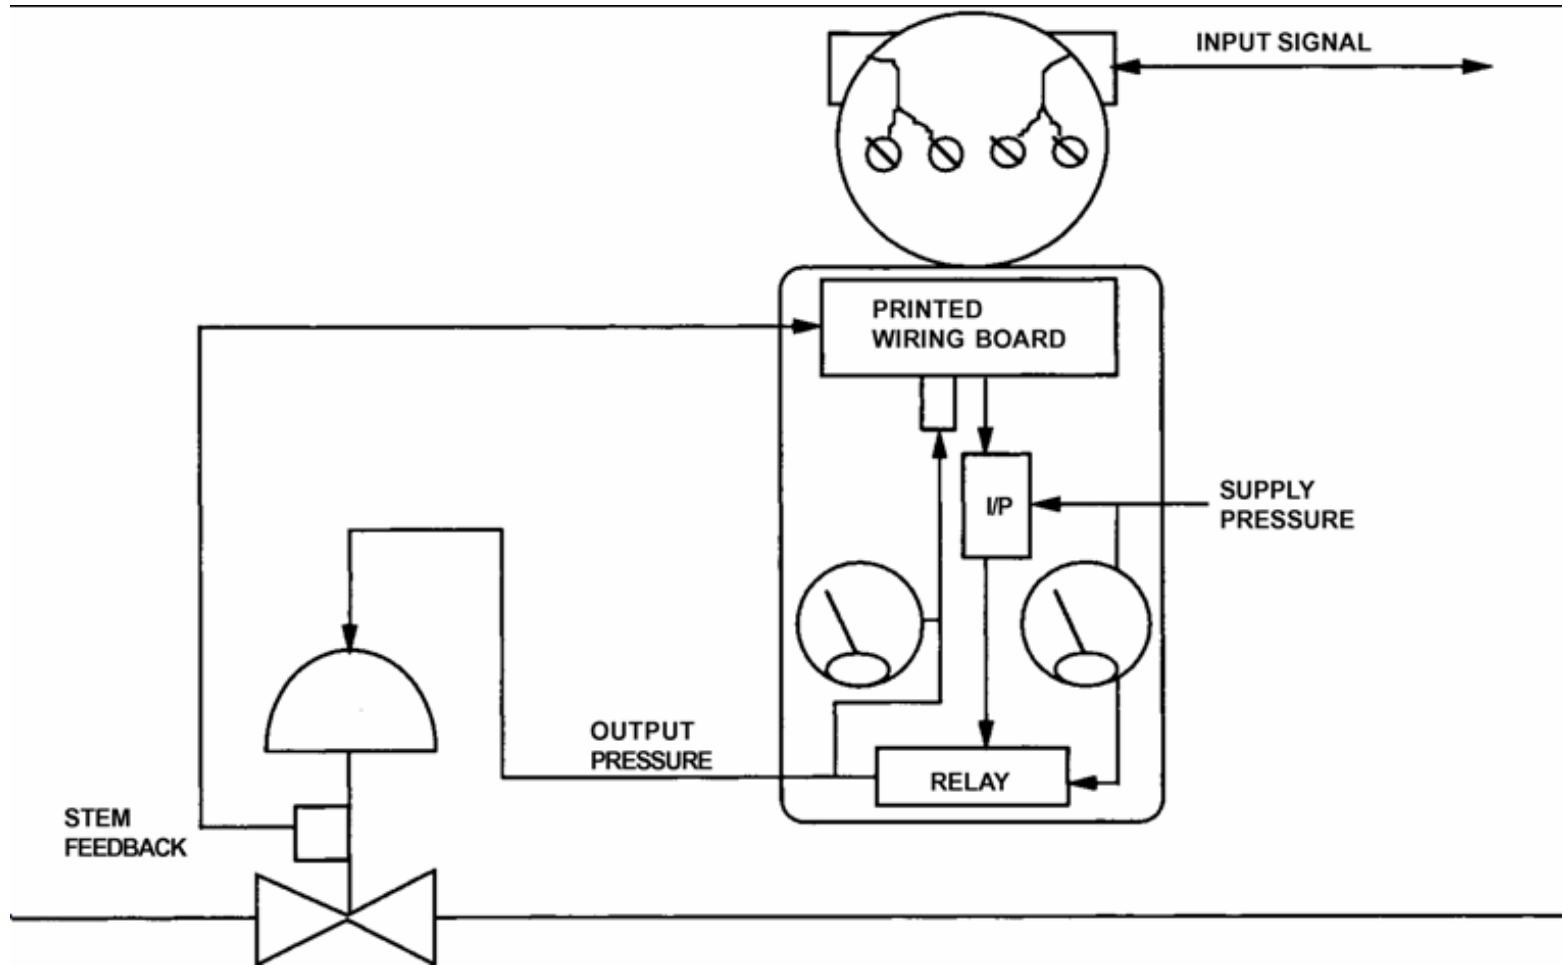 INPUT SIGNAL
PRINTED
WIRING BOARD
I/P
SUPPLY
PRESSURE
OUTPUT
PRESSURE
RELAY
STEM
FEEDBACK